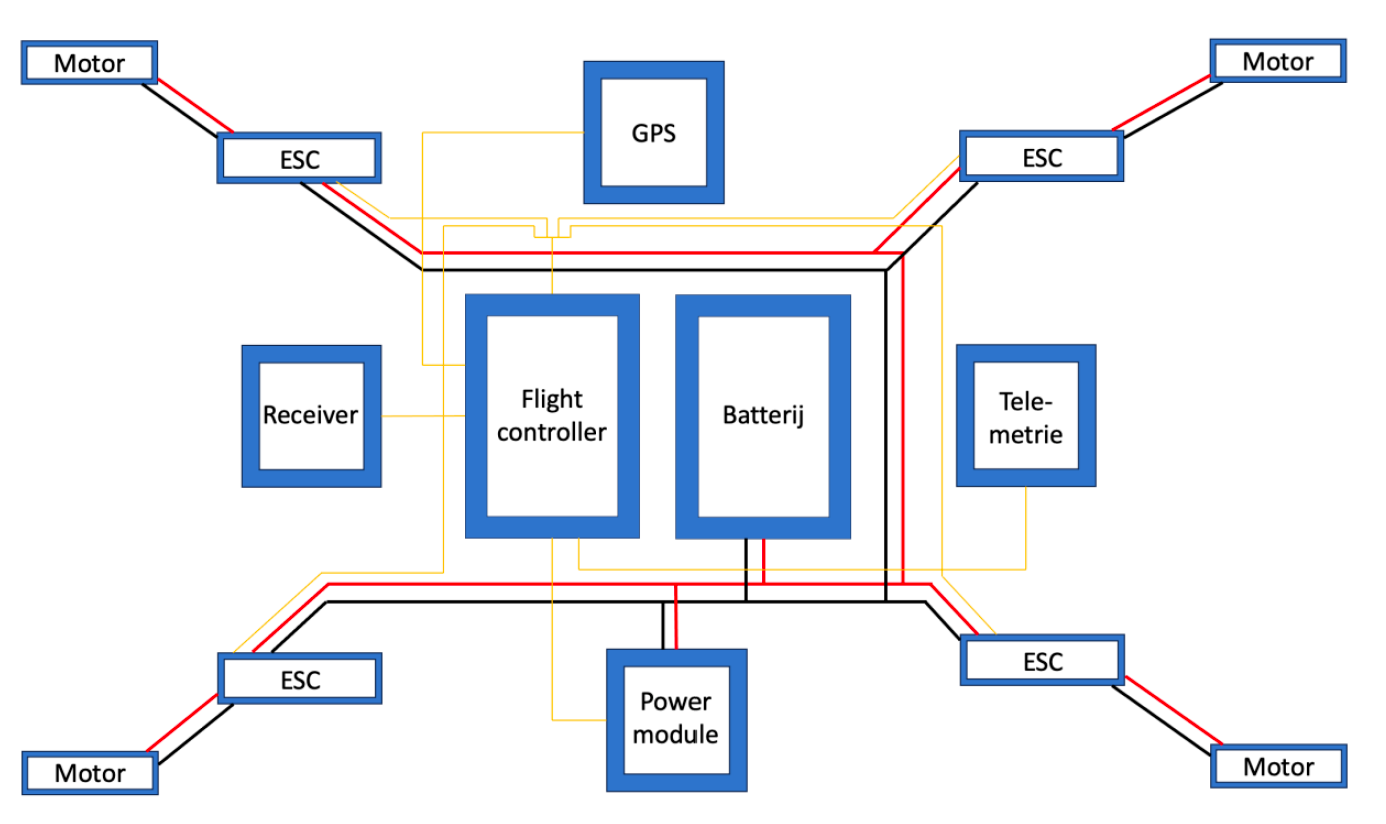 Motor
Motor
GPS
ESC
ESC
Flight
controller
Batterij
Receiver
Tele-
metrie
ESC
ESC
Power
module
Motor
Motor